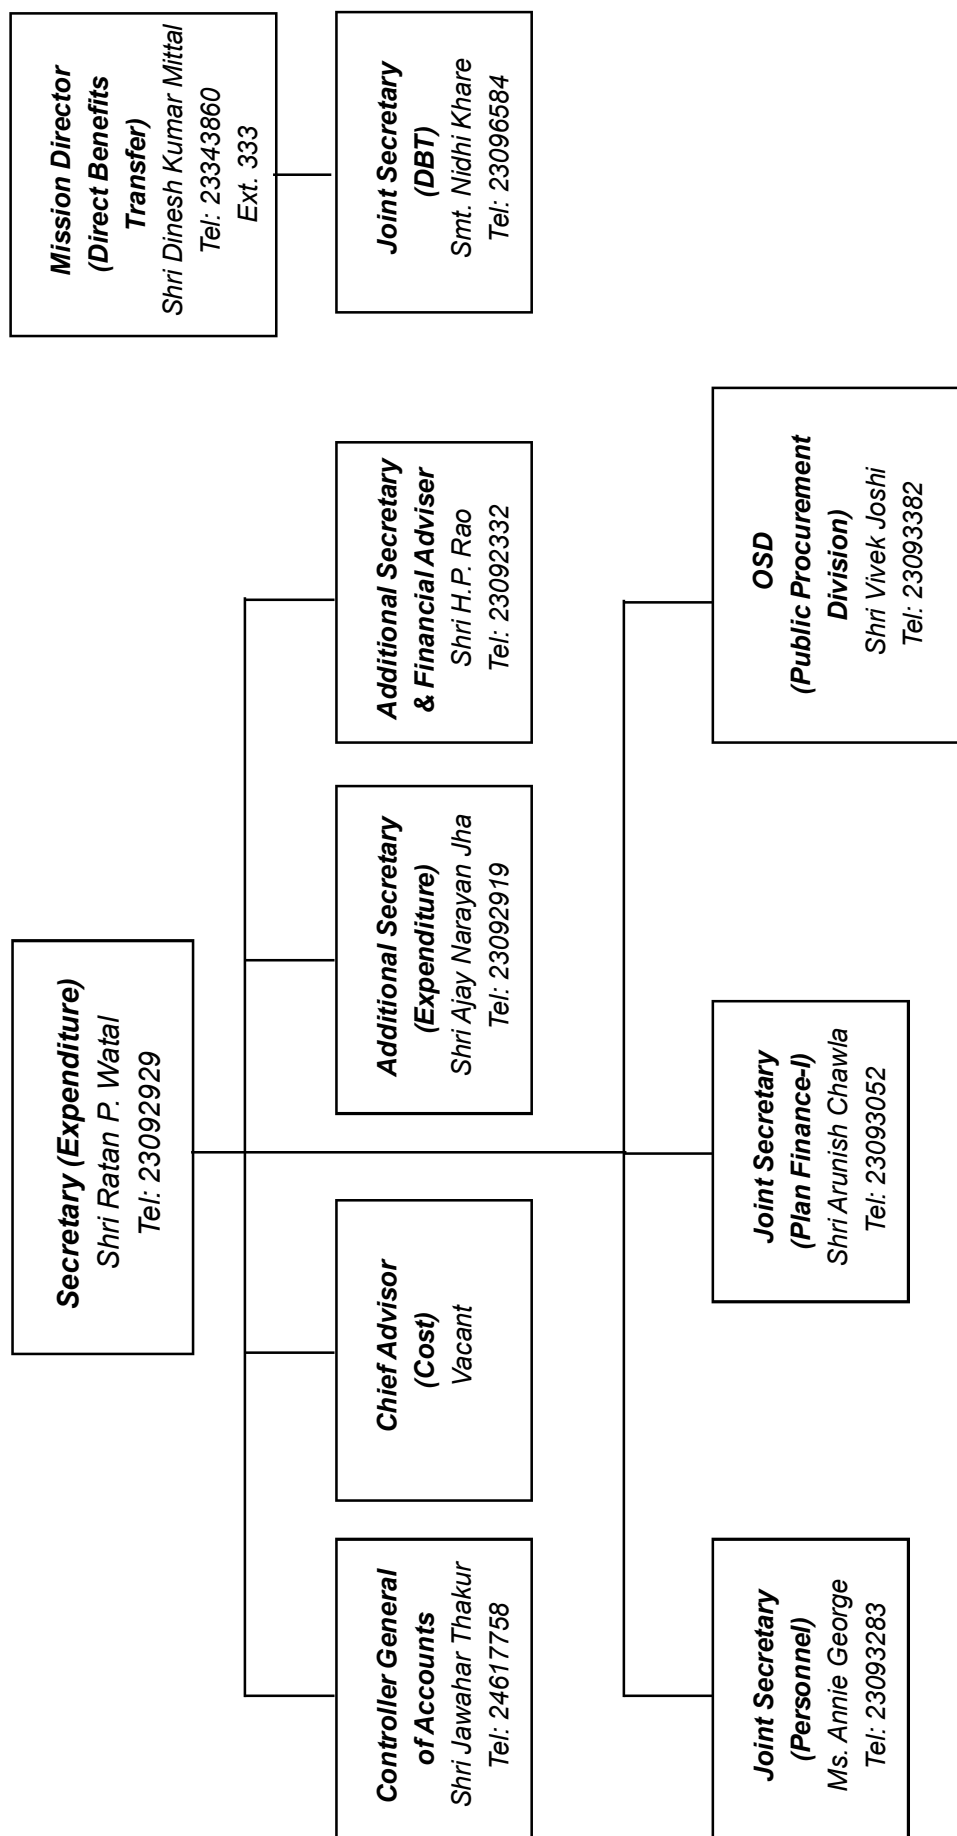 Secretary (Expenditure)
Shri Ratan P. Watal
Tel: 23092929
Mission Director
(Direct Benefits
Transfer)
Shri Dinesh Kumar Mittal
Tel: 23343860
Ext. 333
Controller General
of Accounts
Shri Jawahar Thakur
Tel: 24617758
Chief Advisor
(Cost)
Vacant
Additional Secretary
(Expenditure)
Shri Ajay Narayan Jha
Tel: 23092919
Additional Secretary
& Financial Adviser
Shri H.P. Rao
Tel: 23092332
Joint Secretary
(DBT)
Smt. Nidhi Khare
Tel: 23096584
Joint Secretary
(Personnel)
Ms. Annie George
Tel: 23093283
Joint Secretary
(Plan Finance-I)
Shri Arunish Chawla
Tel: 23093052
OSD
(Public Procurement
Division)
Shri Vivek Joshi
Tel: 23093382